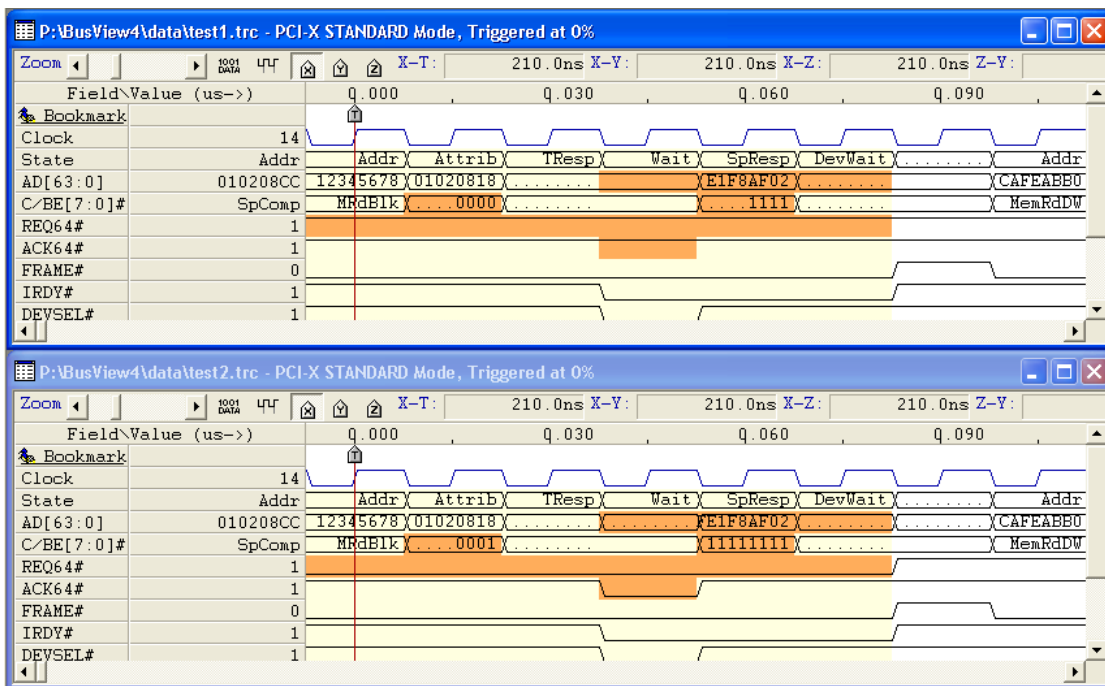 P:\BusView4\data\test1.trc - PCI-X STANDARD Mode, Triggered at 0%
Zoom 1001 DATA X Y Z X-T: 210.0ns X-Y: 210.0ns X-Z: 210.0ns Z-Y:
Field\Value (us->) 0.000 0.030 0.060 0.090
Bookmark T
Clock 14
State Addr Addr Attrib TResp Wait SpResp DevWait ........ Addr
AD[63:0] 010208CC 12345678 01020818 ........ E1F8AF02 ........ CAFEABB0
C/BE[7:0]# SpComp MRdBlk ....0000 ........ ....1111 ........ MemRdDW
REQ64# 1
ACK64# 1
FRAME# 0
IRDY# 1
DEVSEL# 1
P:\BusView4\data\test2.trc - PCI-X STANDARD Mode, Triggered at 0%
Zoom 1001 DATA X Y Z X-T: 210.0ns X-Y: 210.0ns X-Z: 210.0ns Z-Y:
Field\Value (us->) 0.000 0.030 0.060 0.090
Bookmark T
Clock 14
State Addr Addr Attrib TResp Wait SpResp DevWait ........ Addr
AD[63:0] 010208CC 12345678 01020818 ........ ........ FE1F8AF02 ........ CAFEABB0
C/BE[7:0]# SpComp MRdBlk ....0001 ........ 11111111 ........ MemRdDW
REQ64# 1
ACK64# 1
FRAME# 0
IRDY# 1
DEVSEL# 1